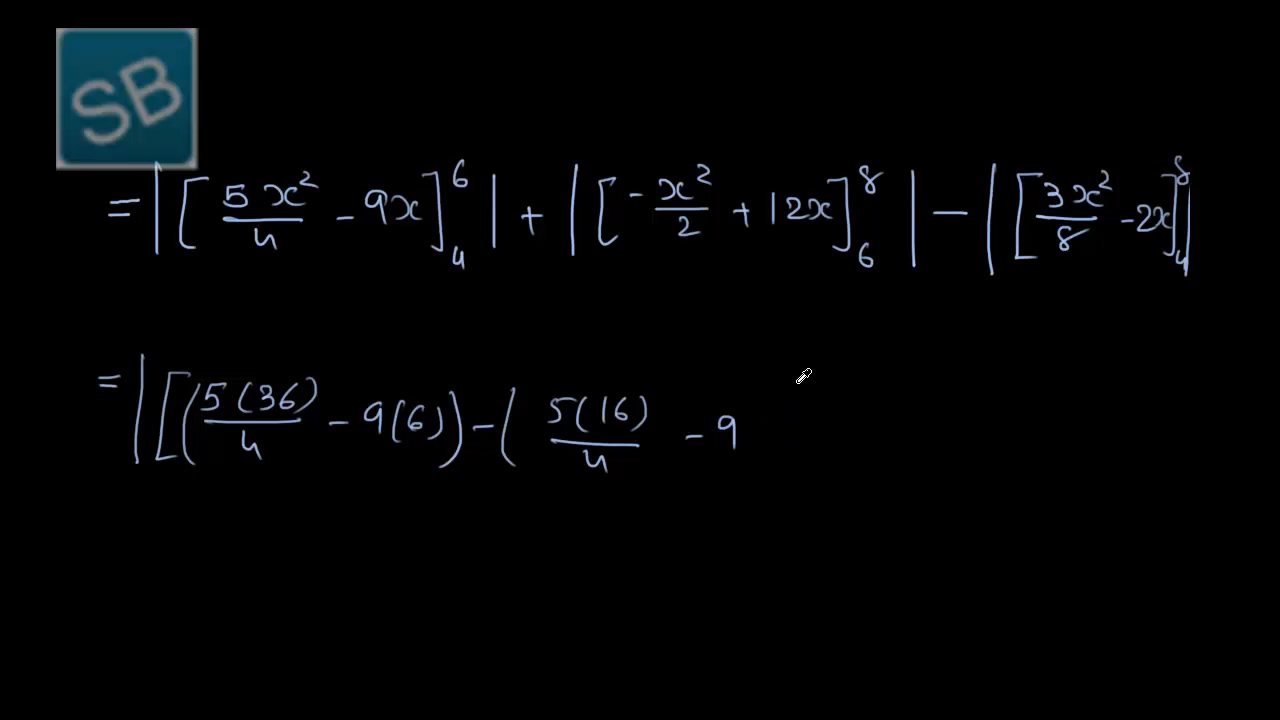 SB
= | [ 5x²/4 - 9x ]₄⁶ | + | [ -x²/2 + 12x ]₆⁸ | - | [ 3x²/8 - 2x ]₄⁸ |
= | [ ( 5(36)/4 - 9(6) ) - ( 5(16)/4 - 9